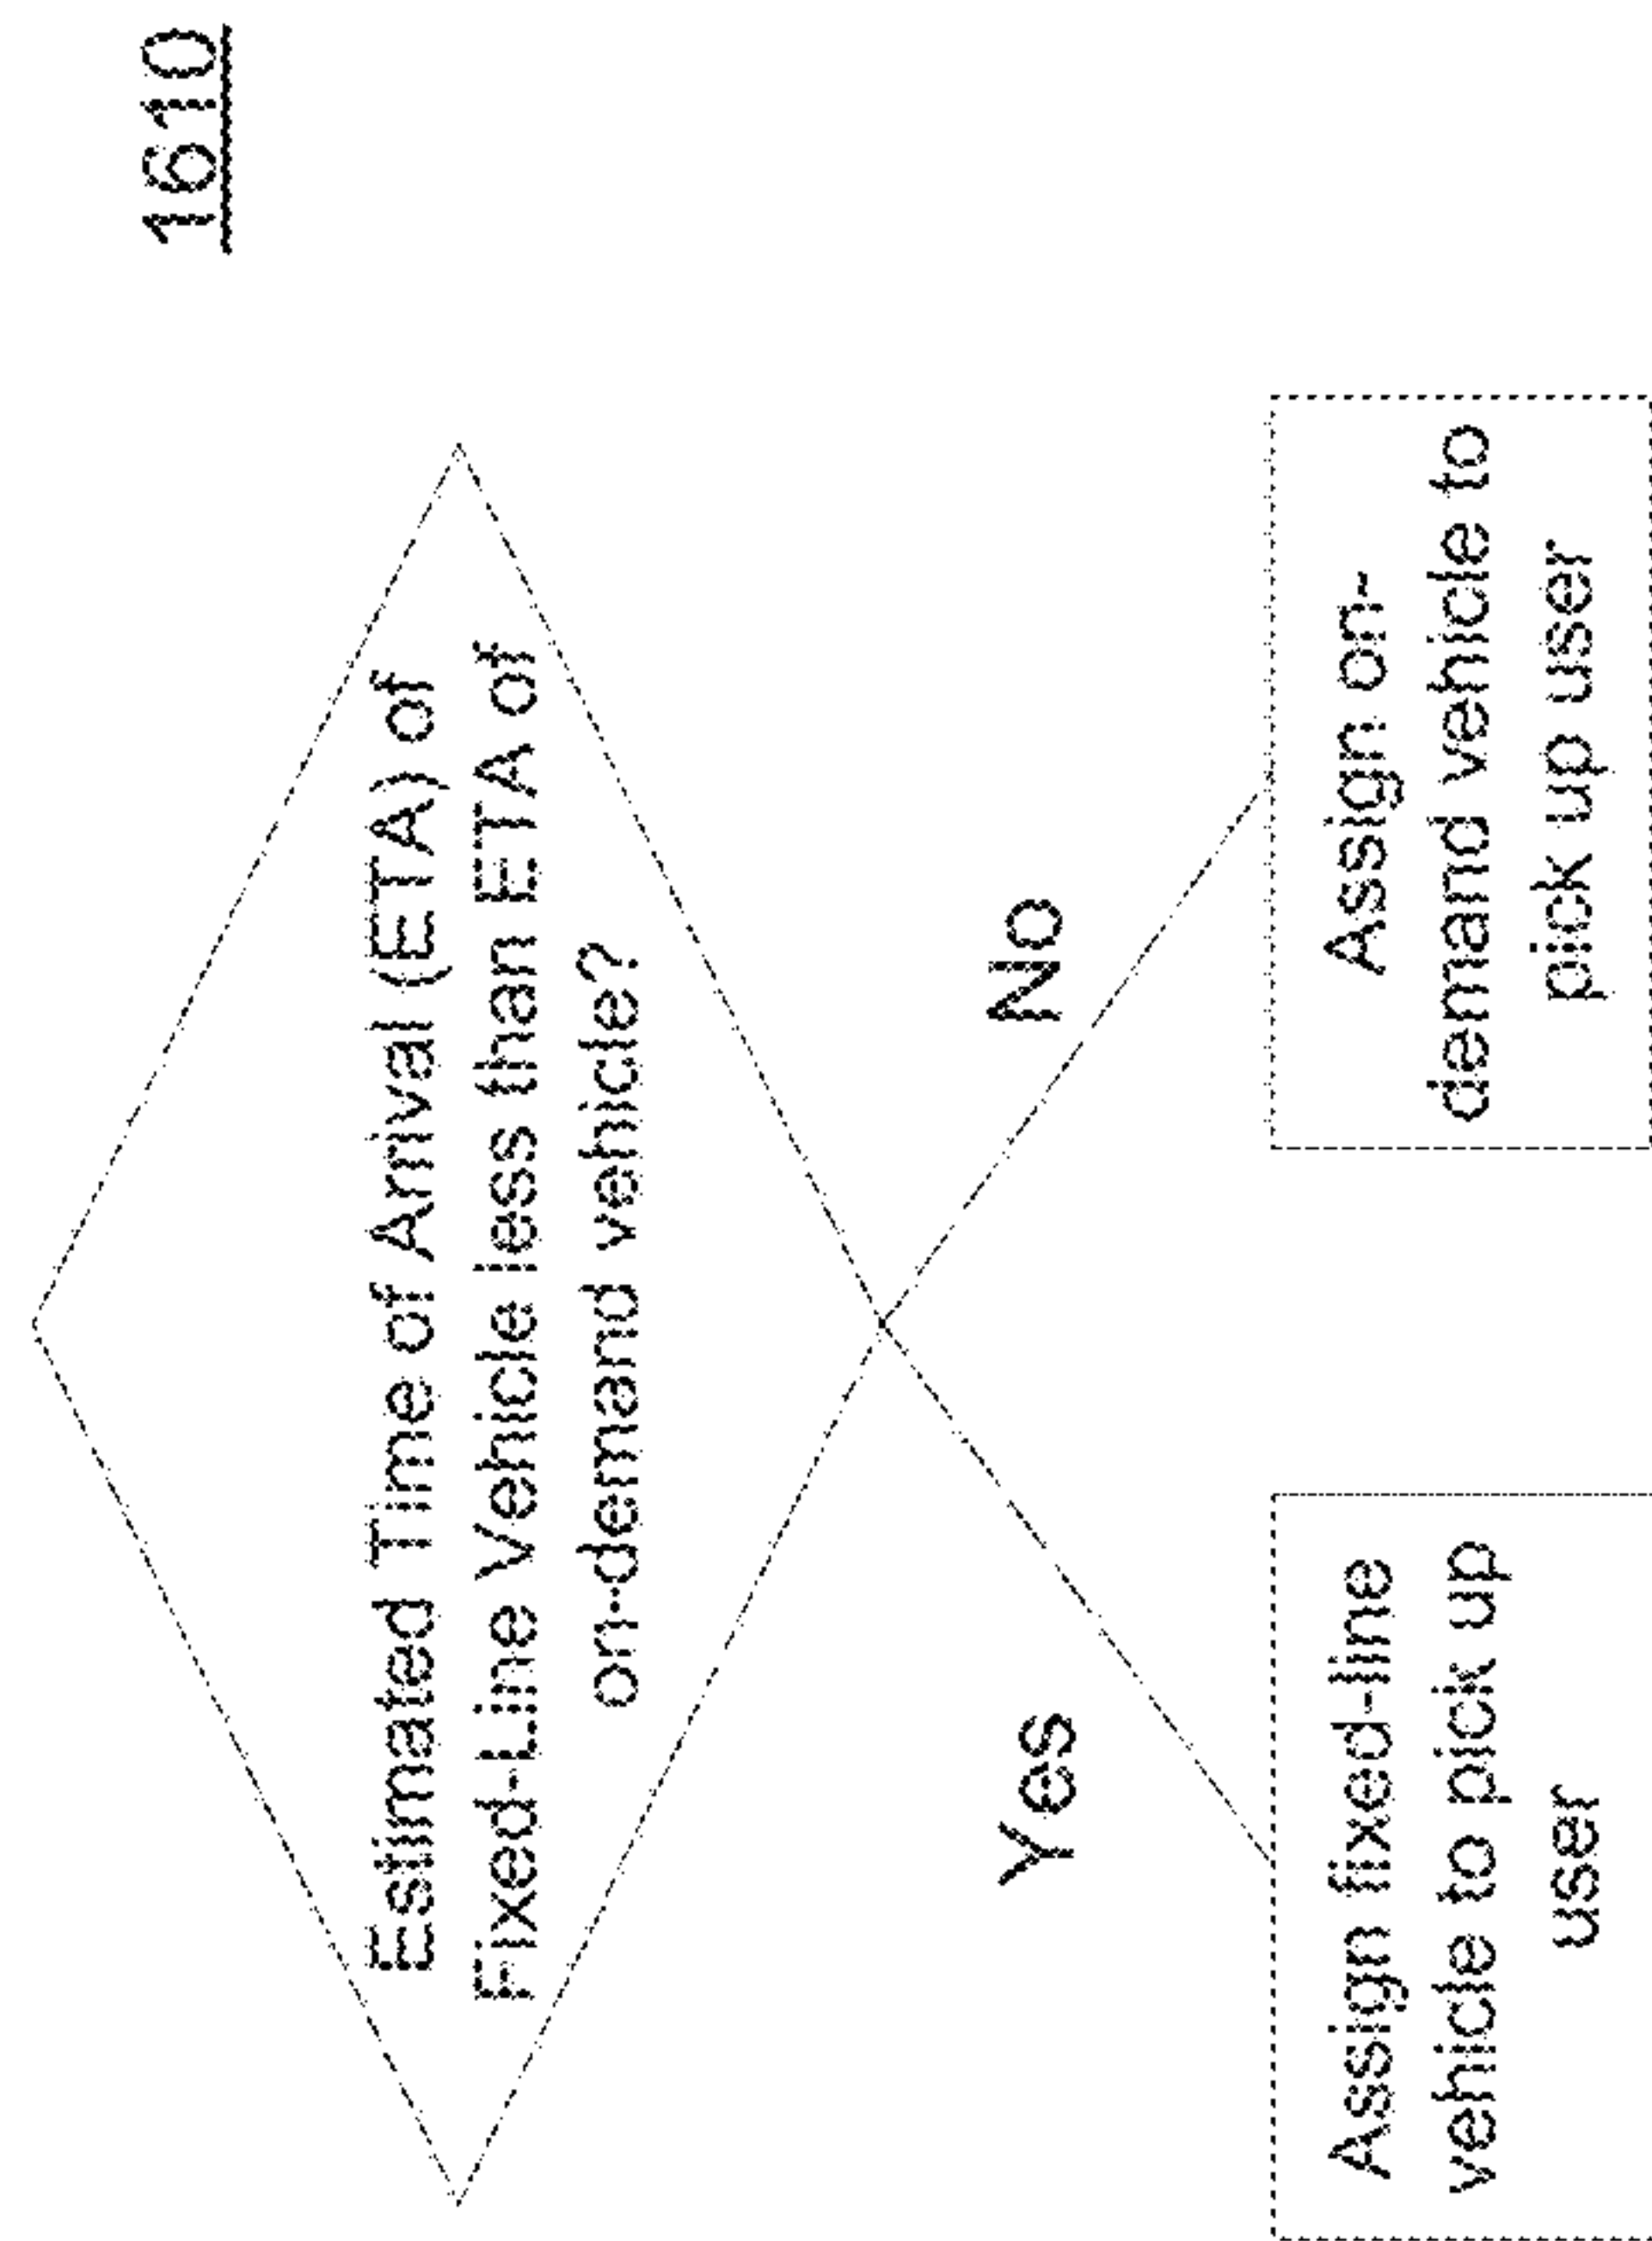 1610
Estimated Time of Arrival (ETA) of
Fixed-Line Vehicle less than ETA of
on-demand vehicle?
Yes
No
Assign fixed-line
vehicle to pick up
user
Assign on-
demand vehicle to
pick up user